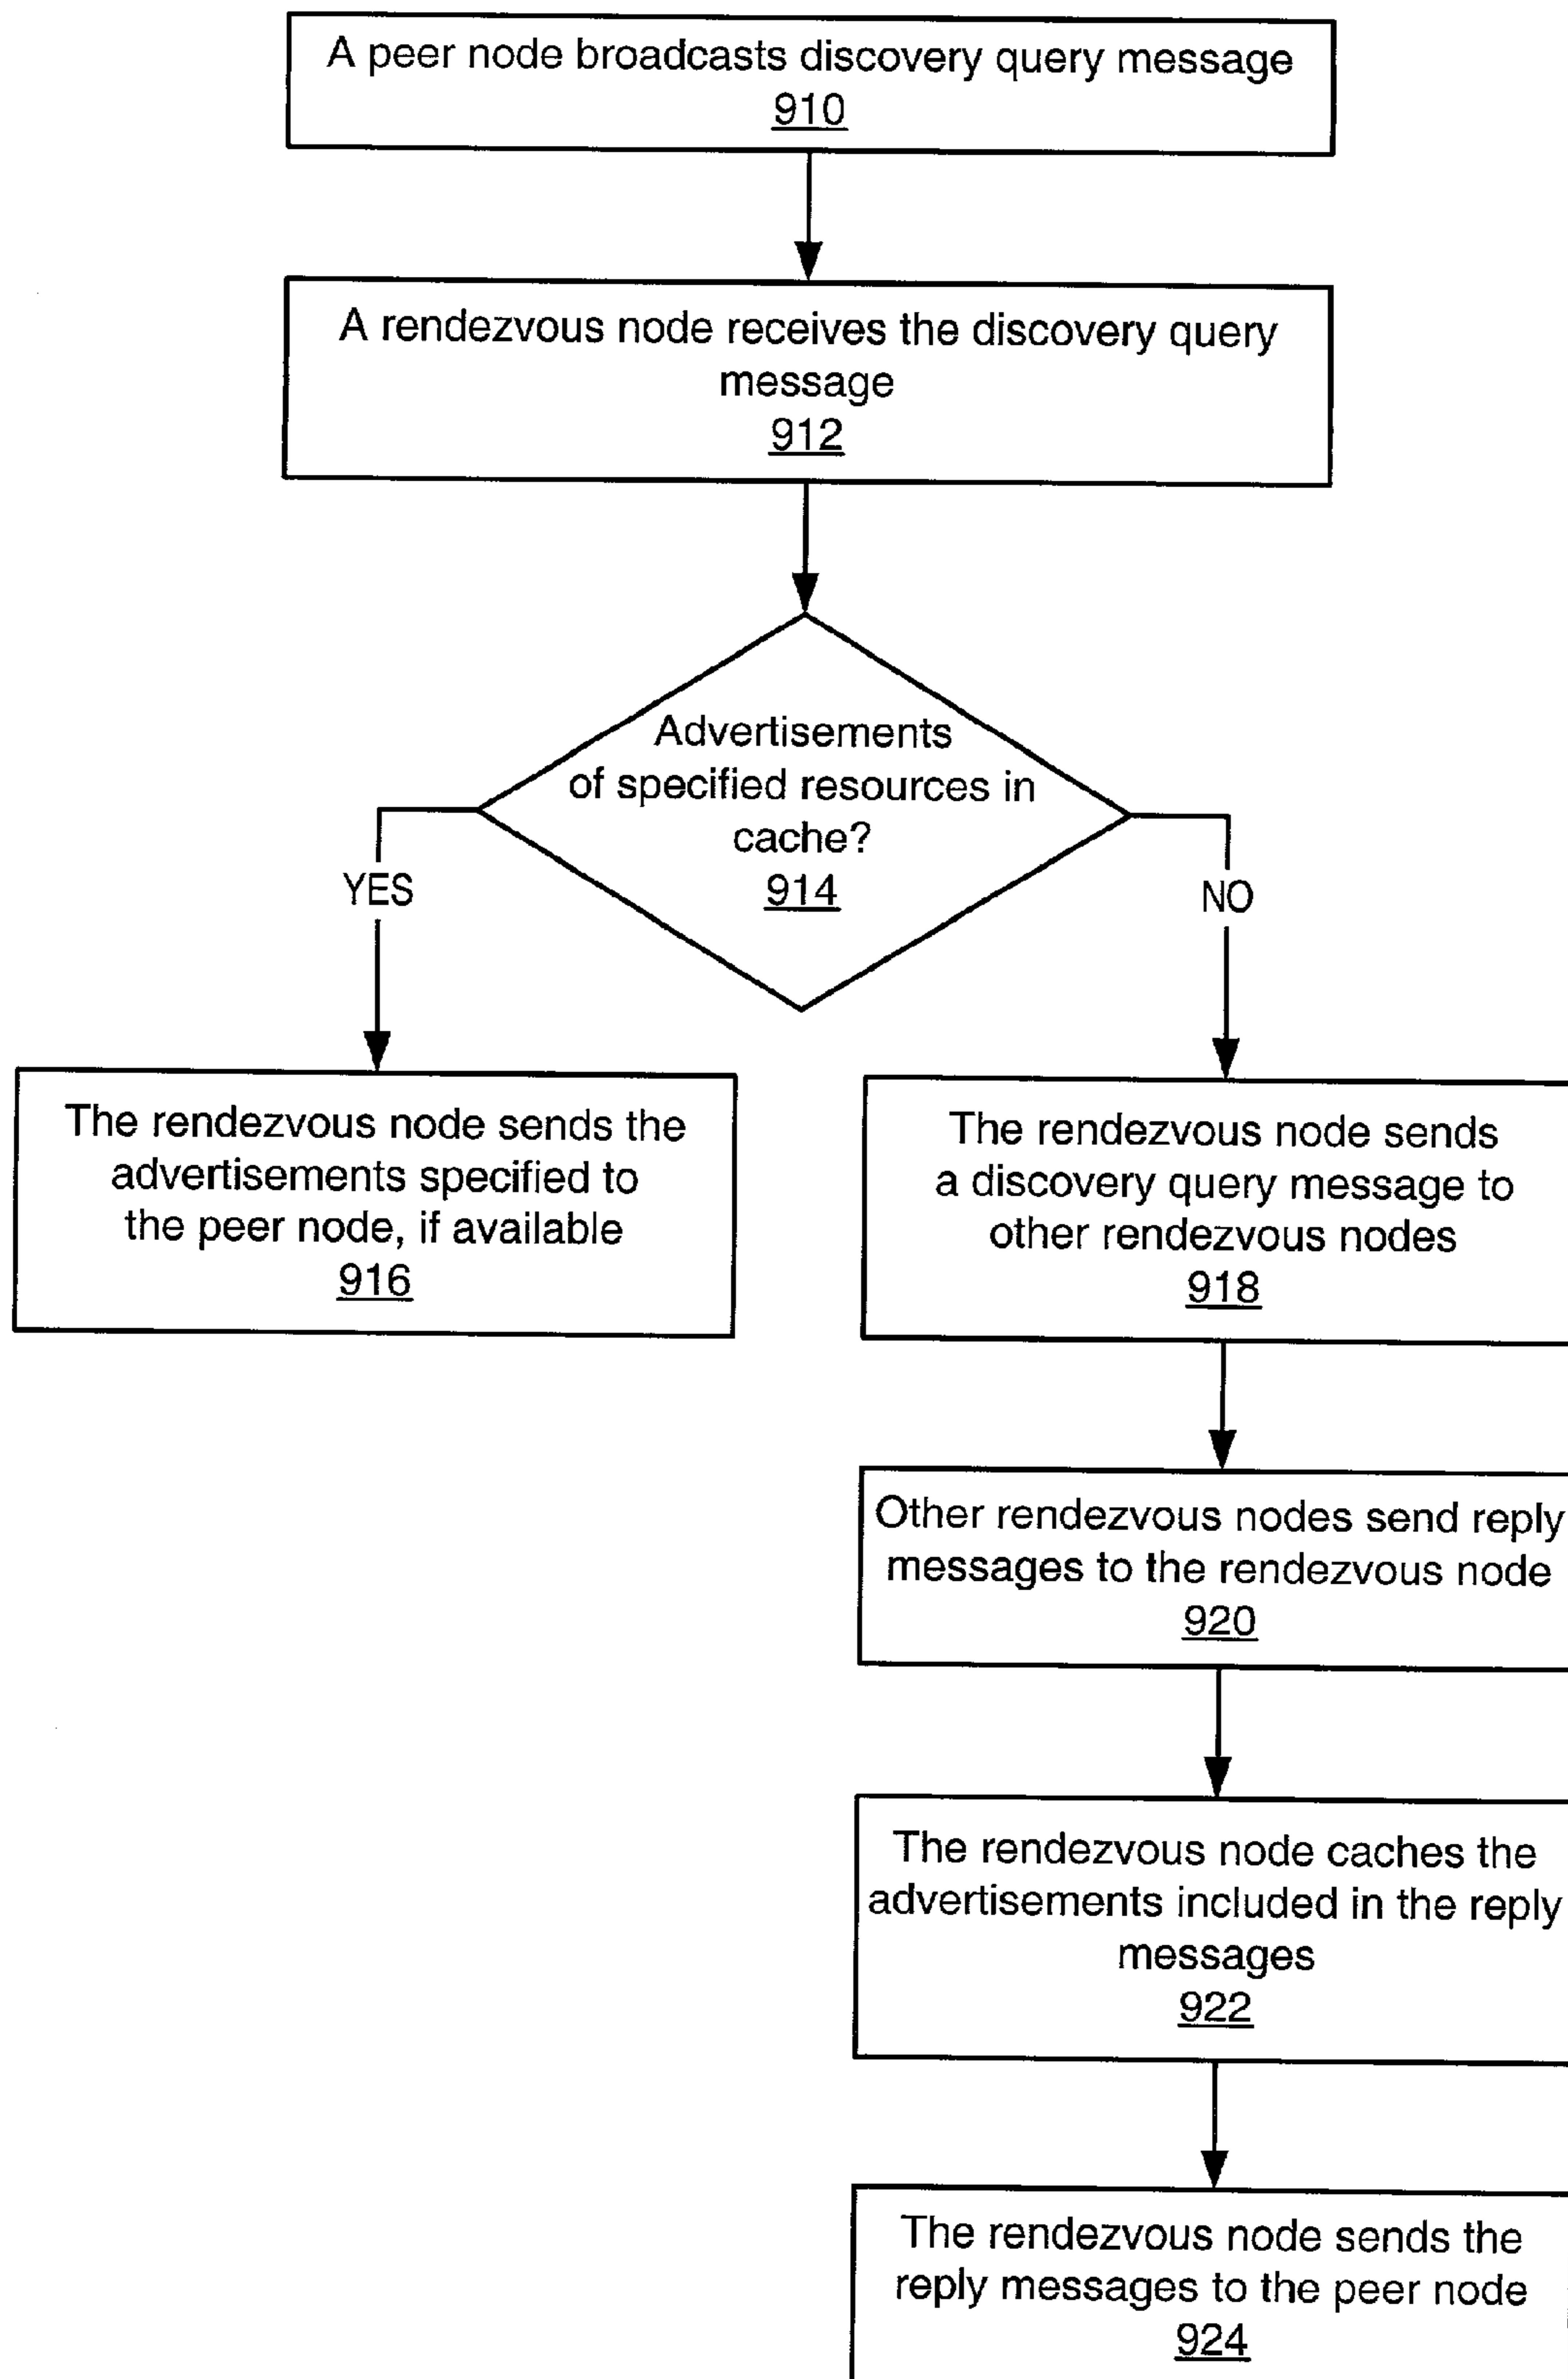 A peer node broadcasts discovery query message
910
A rendezvous node receives the discovery query
message
912
Advertisements
of specified resources in
cache?
914
YES
NO
The rendezvous node sends the
advertisements specified to
the peer node, if available
916
The rendezvous node sends
a discovery query message to
other rendezvous nodes
918
Other rendezvous nodes send reply
messages to the rendezvous node
920
The rendezvous node caches the
advertisements included in the reply
messages
922
The rendezvous node sends the
reply messages to the peer node
924